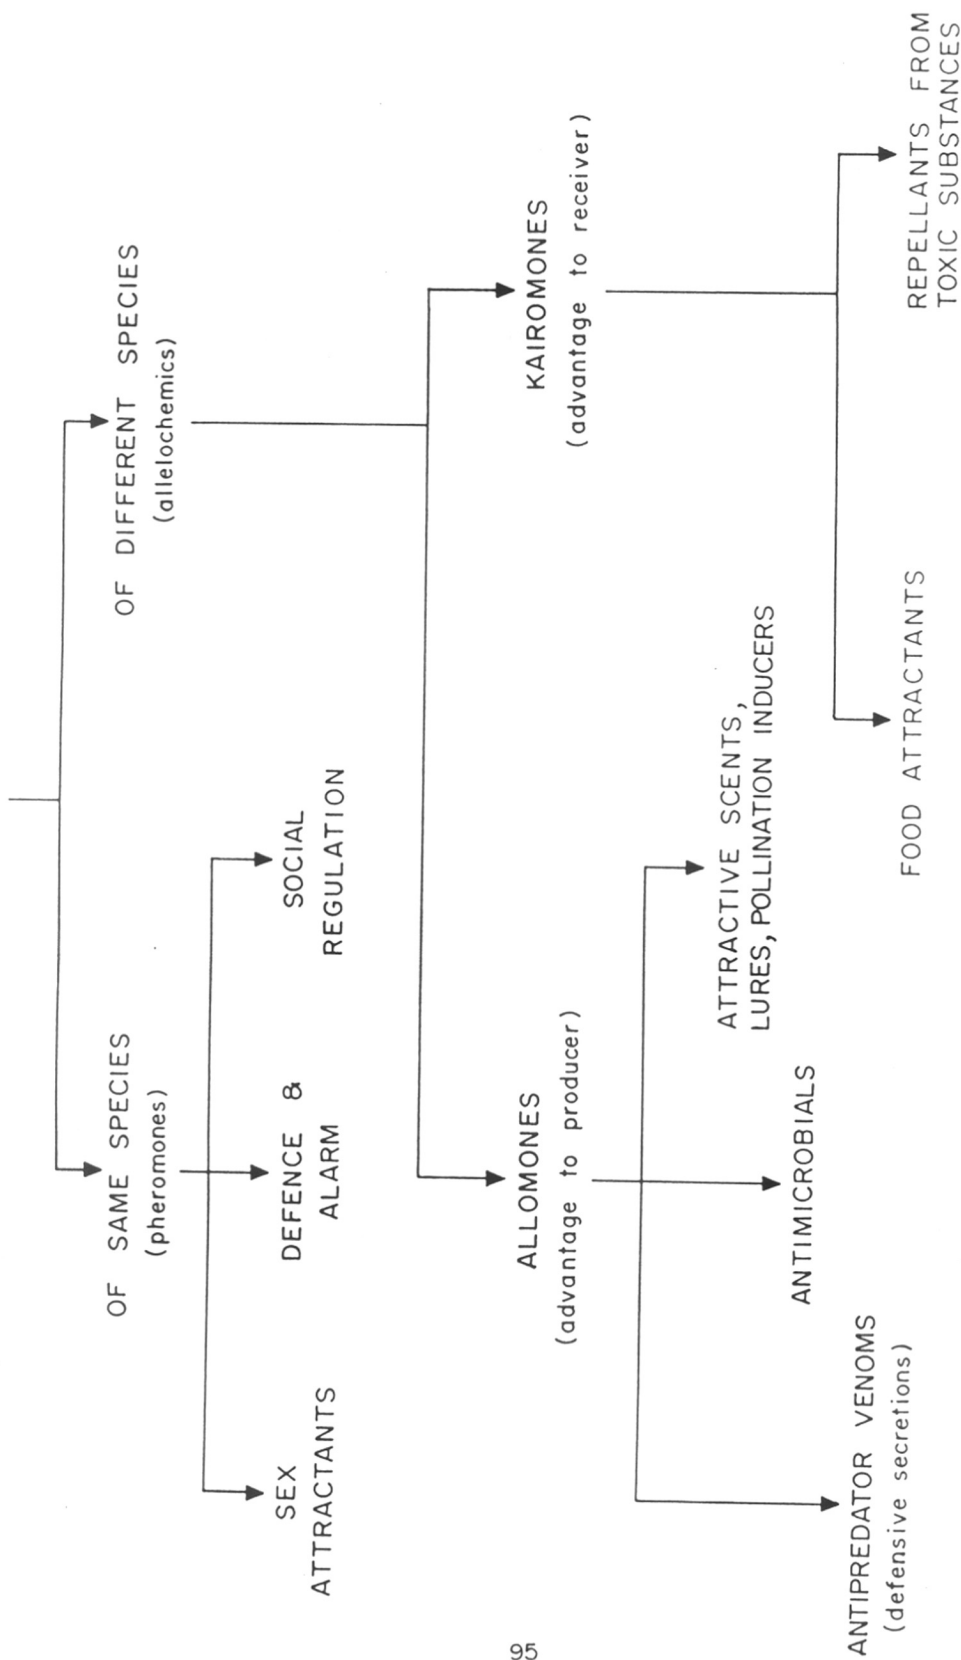 OF SAME SPECIES
(pheromones)
OF DIFFERENT SPECIES
(allelochemics)
SEX
ATTRACTANTS
DEFENCE &
ALARM
SOCIAL
REGULATION
ALLOMONES
(advantage to producer)
KAIROMONES
(advantage to receiver)
ANTIPREDATOR VENOMS
(defensive secretions)
ANTIMICROBIALS
ATTRACTIVE SCENTS,
LURES, POLLINATION INDUCERS
FOOD ATTRACTANTS
REPELLANTS FROM
TOXIC SUBSTANCES
95